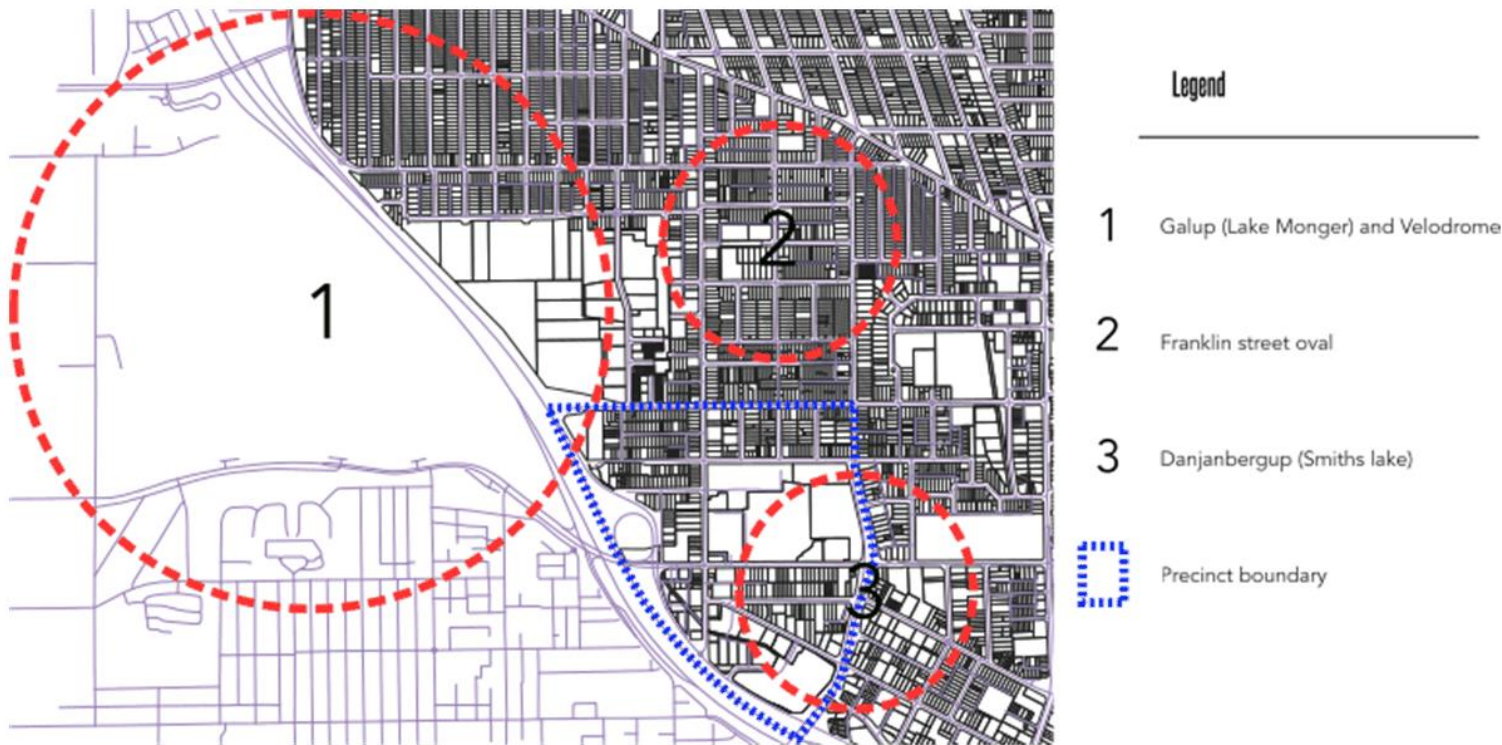 Legend
1
Galup (Lake Monger) and Velodrome
2
Franklin street oval
3
Danjanbergup (Smiths lake)
Precinct boundary
1
2
3